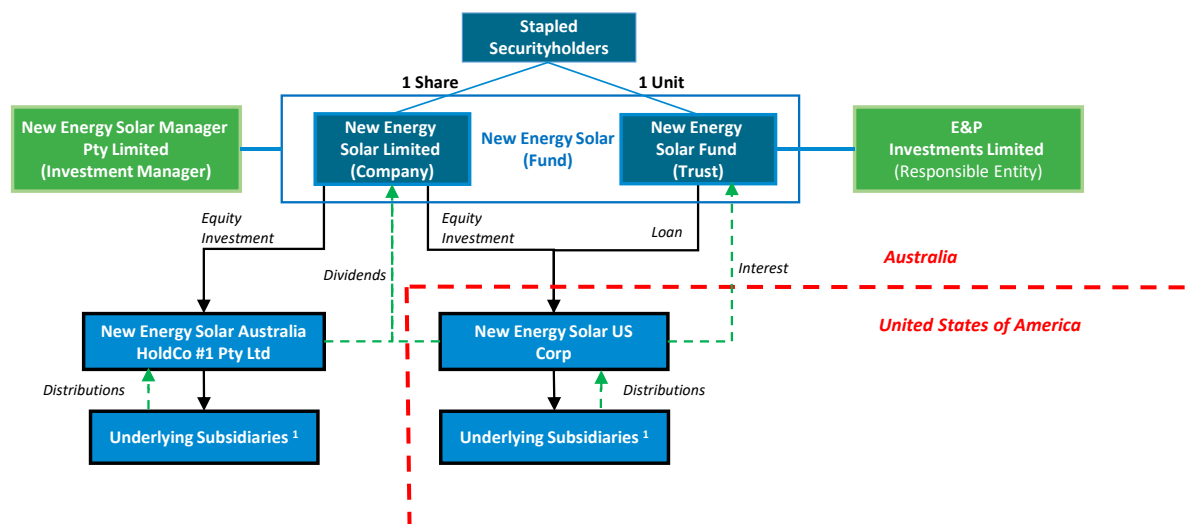 Stapled
Securityholders
1 Share
1 Unit
New Energy Solar Manager
Pty Limited
(Investment Manager)
New Energy
Solar Limited
(Company)
New Energy Solar
(Fund)
New Energy
Solar Fund
(Trust)
E&P
Investments Limited
(Responsible Entity)
Equity
Investment
Equity
Investment
Loan
Dividends
Interest
Australia
United States of America
New Energy Solar Australia
HoldCo #1 Pty Ltd
New Energy Solar US
Corp
Distributions
Distributions
Underlying Subsidiaries 1
Underlying Subsidiaries 1